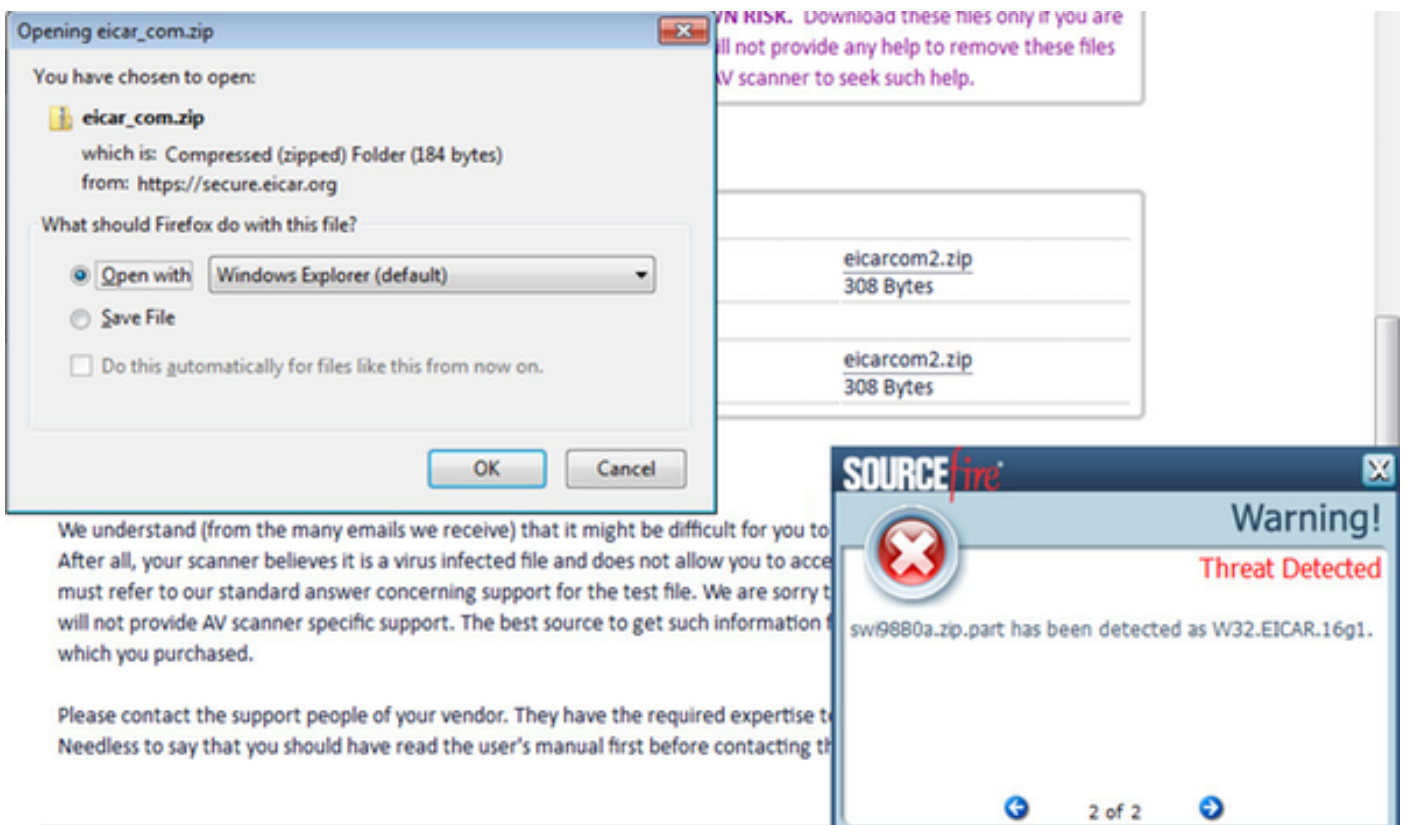 Opening eicar_com.zip
You have chosen to open:
eicar_com.zip
which is: Compressed (zipped) Folder (184 bytes)
from: https://secure.eicar.org
What should Firefox do with this file?
Open with Windows Explorer (default)
Save File
Do this automatically for files like this from now on.
OK Cancel
WN RISK. Download these files only if you are
ill not provide any help to remove these files
AV scanner to seek such help.
eicarcom2.zip
308 Bytes
eicarcom2.zip
308 Bytes
We understand (from the many emails we receive) that it might be difficult for you to
After all, your scanner believes it is a virus infected file and does not allow you to acce
must refer to our standard answer concerning support for the test file. We are sorry t
will not provide AV scanner specific support. The best source to get such information f
which you purchased.
Please contact the support people of your vendor. They have the required expertise to
Needless to say that you should have read the user's manual first before contacting th
SOURCEfire
Warning!
Threat Detected
swi9880a.zip.part has been detected as W32.EICAR.16g1.
2 of 2